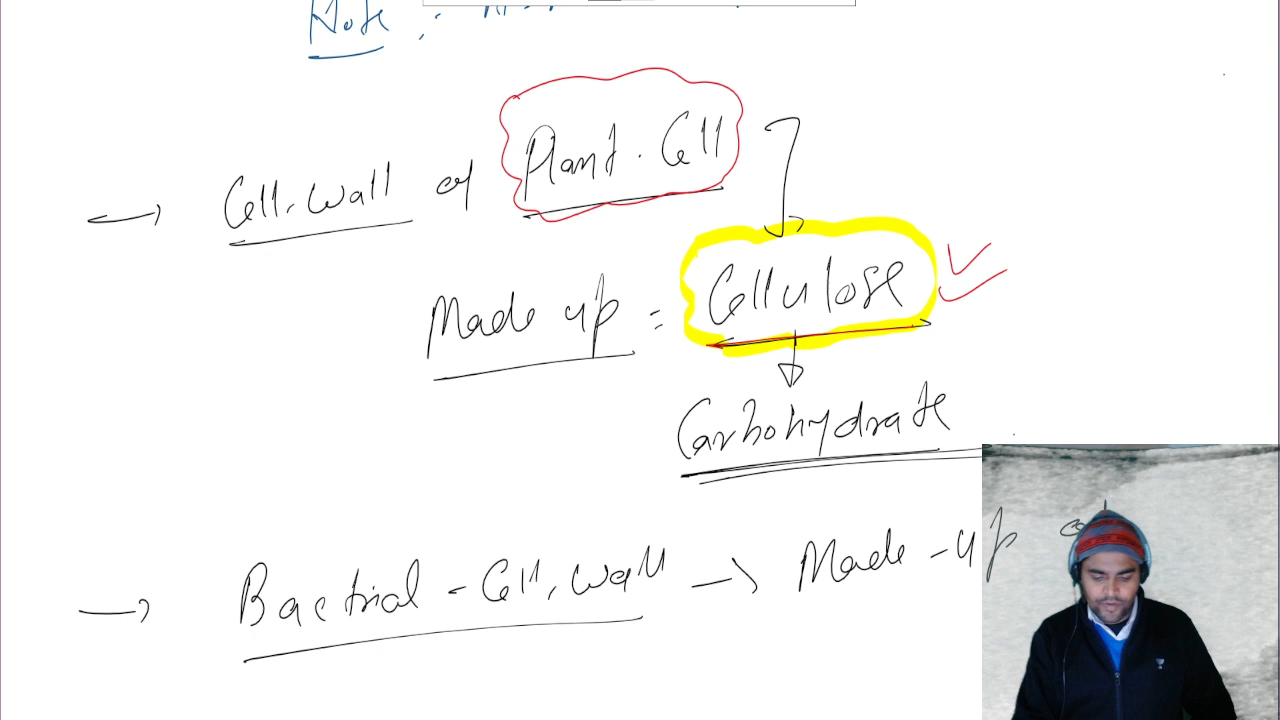 Note :
→ Cell. wall of Plant. Cell
Made up = Cellulose
Carbohydrate
→ Bactrial - Cell. wall → Made - up